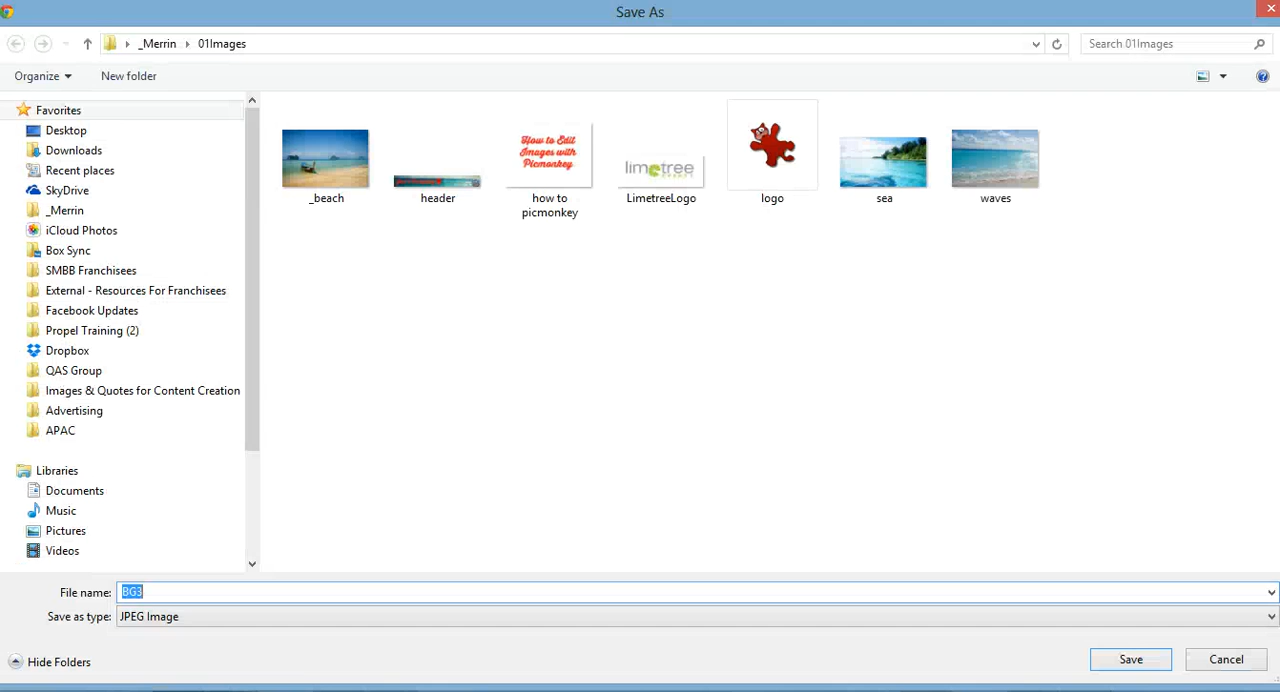 Save As
_Merrin
01Images
Search 01Images
Organize
New folder
Favorites
Desktop
Downloads
Recent places
SkyDrive
_Merrin
iCloud Photos
Box Sync
SMBB Franchisees
External - Resources For Franchisees
Facebook Updates
Propel Training (2)
Dropbox
QAS Group
Images & Quotes for Content Creation
Advertising
APAC
Libraries
Documents
Music
Pictures
Videos
How to Edit
Images with
Picmonkey
limetree
_beach
header
how to
picmonkey
LimetreeLogo
logo
sea
waves
File name:
BG3
Save as type:
JPEG Image
Hide Folders
Save
Cancel